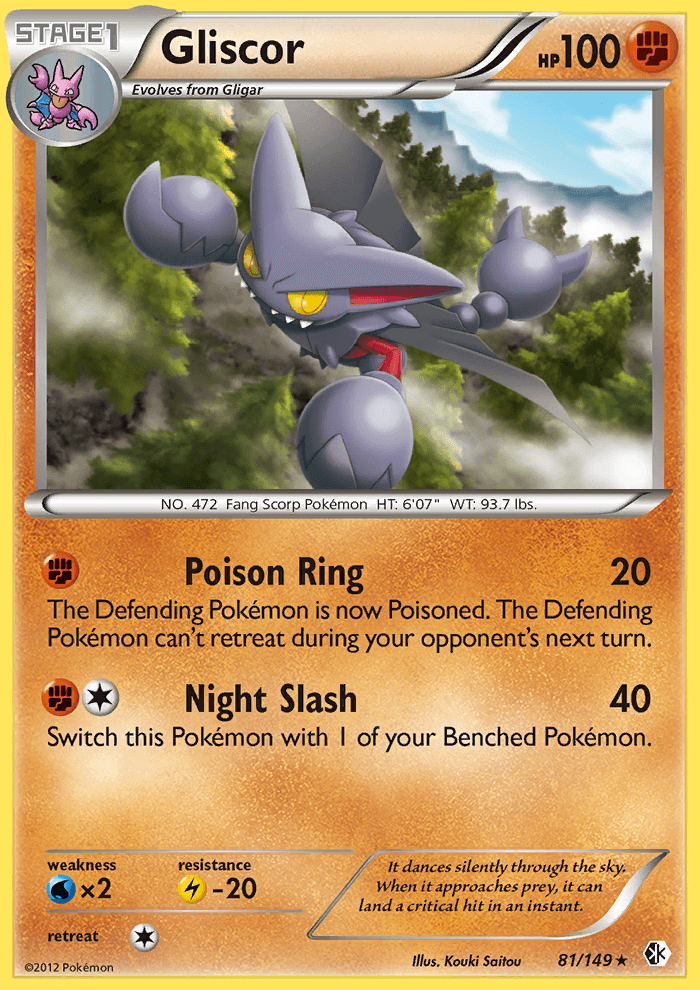 STAGE1
Gliscor
HP100
Evolves from Gligar
NO. 472 Fang Scorp Pokémon HT: 6'07" WT: 93.7 lbs.
Poison Ring 20
The Defending Pokémon is now Poisoned. The Defending
Pokémon can't retreat during your opponent's next turn.
Night Slash 40
Switch this Pokémon with 1 of your Benched Pokémon.
weakness resistance
×2 -20
retreat
It dances silently through the sky.
When it approaches prey, it can
land a critical hit in an instant.
©2012 Pokémon
Illus. Kouki Saitou 81/149 ★